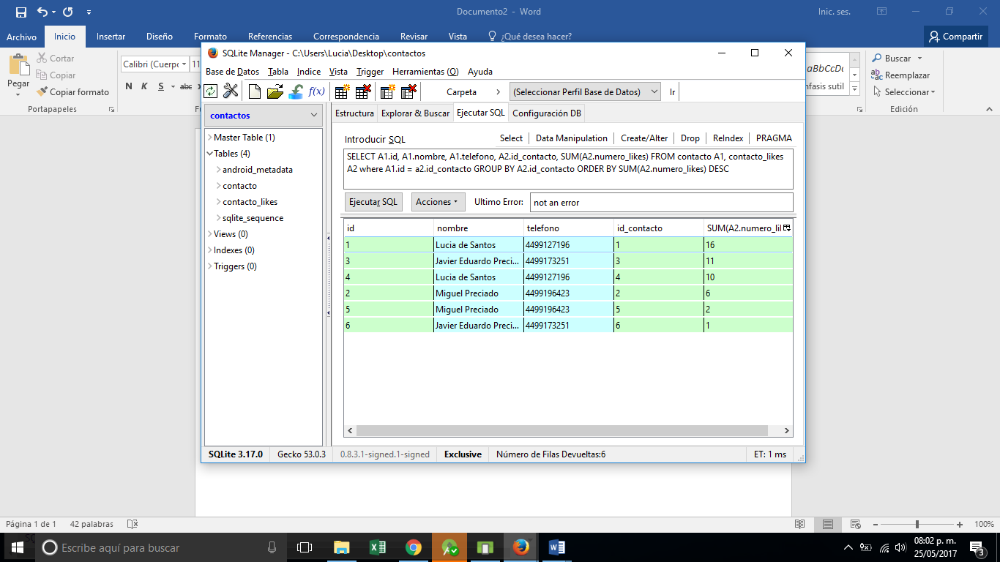 Documento2 - Word
Inic. ses.
Archivo
Inicio
Insertar
Diseño
Formato
Referencias
Correspondencia
Revisar
Vista
¿Qué desea hacer?
Compartir
Pegar
Cortar
Copiar
Copiar formato
Portapapeles
Calibri (Cuerpo
11
N K S abc
aBbCcDc
nfasis sutil
Buscar
Reemplazar
Seleccionar
Edición
SQLite Manager - C:\Users\Lucia\Desktop\contactos
Base de Datos Tabla Indice Vista Trigger Herramientas (O) Ayuda
f(x)
Carpeta
(Seleccionar Perfil Base de Datos)
Ir
contactos
Master Table (1)
Tables (4)
android_metadata
contacto
contacto_likes
sqlite_sequence
Views (0)
Indexes (0)
Triggers (0)
Estructura Explorar & Buscar Ejecutar SQL Configuración DB
Introducir SQL
Select Data Manipulation Create/Alter Drop ReIndex PRAGMA
SELECT A1.id, A1.nombre, A1.telefono, A2.id_contacto, SUM(A2.numero_likes) FROM contacto A1, contacto_likes
A2 where A1.id = a2.id_contacto GROUP BY A2.id_contacto ORDER BY SUM(A2.numero_likes) DESC
Ejecutar SQL Acciones Ultimo Error: not an error
id nombre telefono id_contacto SUM(A2.numero_lil
1 Lucia de Santos 4499127196 1 16
3 Javier Eduardo Preci... 4499173251 3 11
4 Lucia de Santos 4499127196 4 10
2 Miguel Preciado 4499196423 2 6
5 Miguel Preciado 4499196423 5 2
6 Javier Eduardo Preci... 4499173251 6 1
SQLite 3.17.0 Gecko 53.0.3 0.8.3.1-signed.1-signed Exclusive Número de Filas Devueltas:6 ET: 1 ms
Página 1 de 1 42 palabras
100%
Escribe aquí para buscar
08:02 p. m.
25/05/2017
3